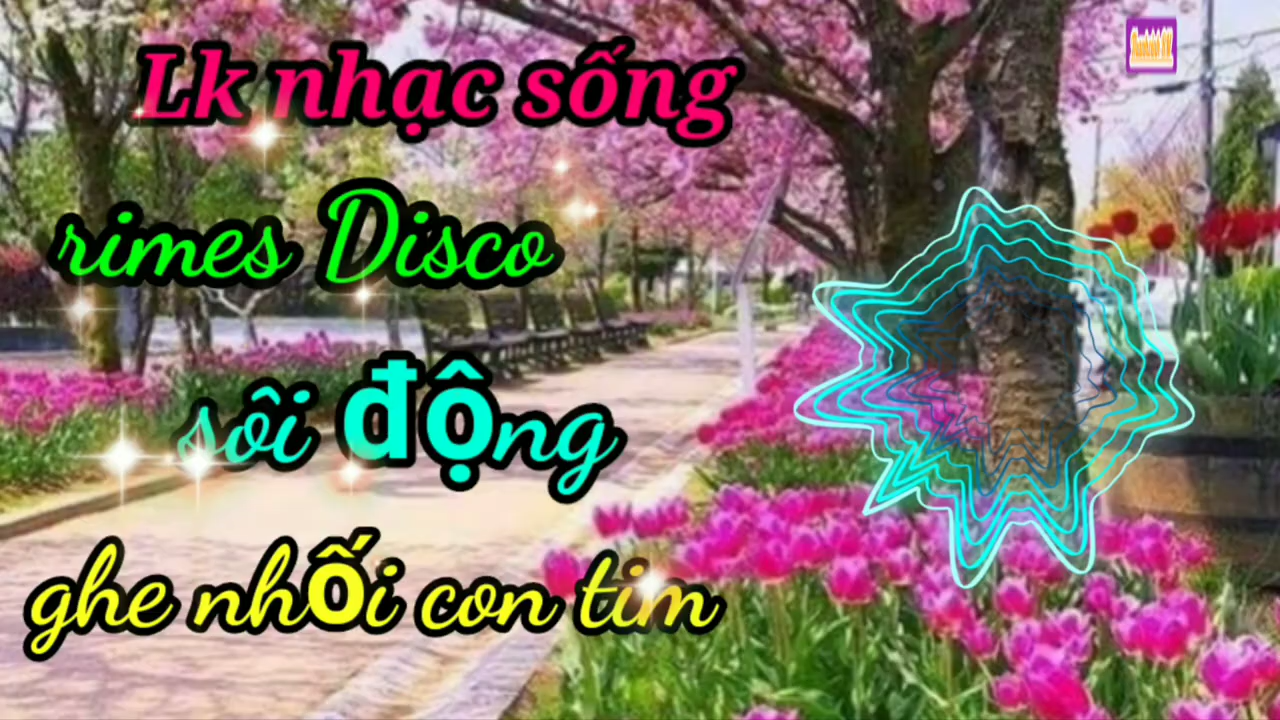 Lk nhạc sống
rimes Disco
sôi động
ghe nhối con tim